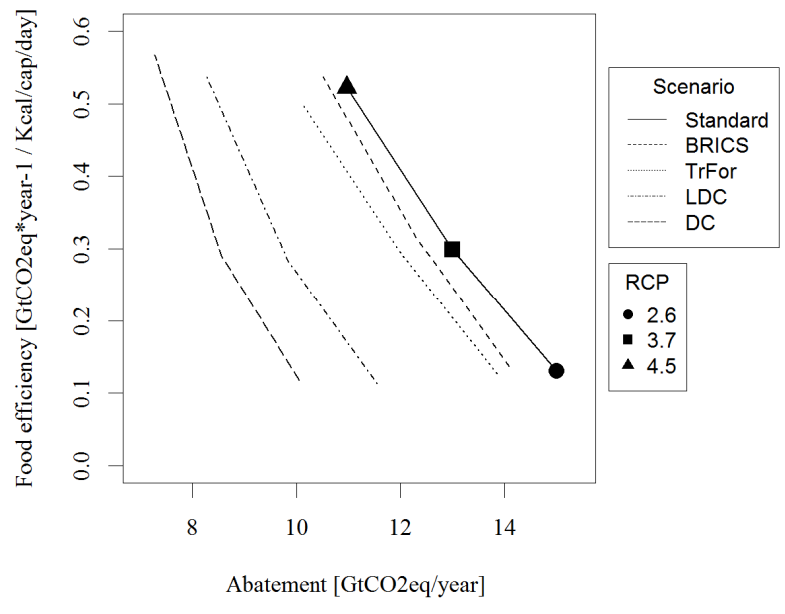 Food efficiency [GtCO2eq*year-1 / Kcal/cap/day]
0.6
0.5
0.4
0.3
0.2
0.1
0.0
8 10 12 14
Abatement [GtCO2eq/year]
Scenario
Standard
BRICS
TrFor
LDC
DC
RCP
2.6
3.7
4.5